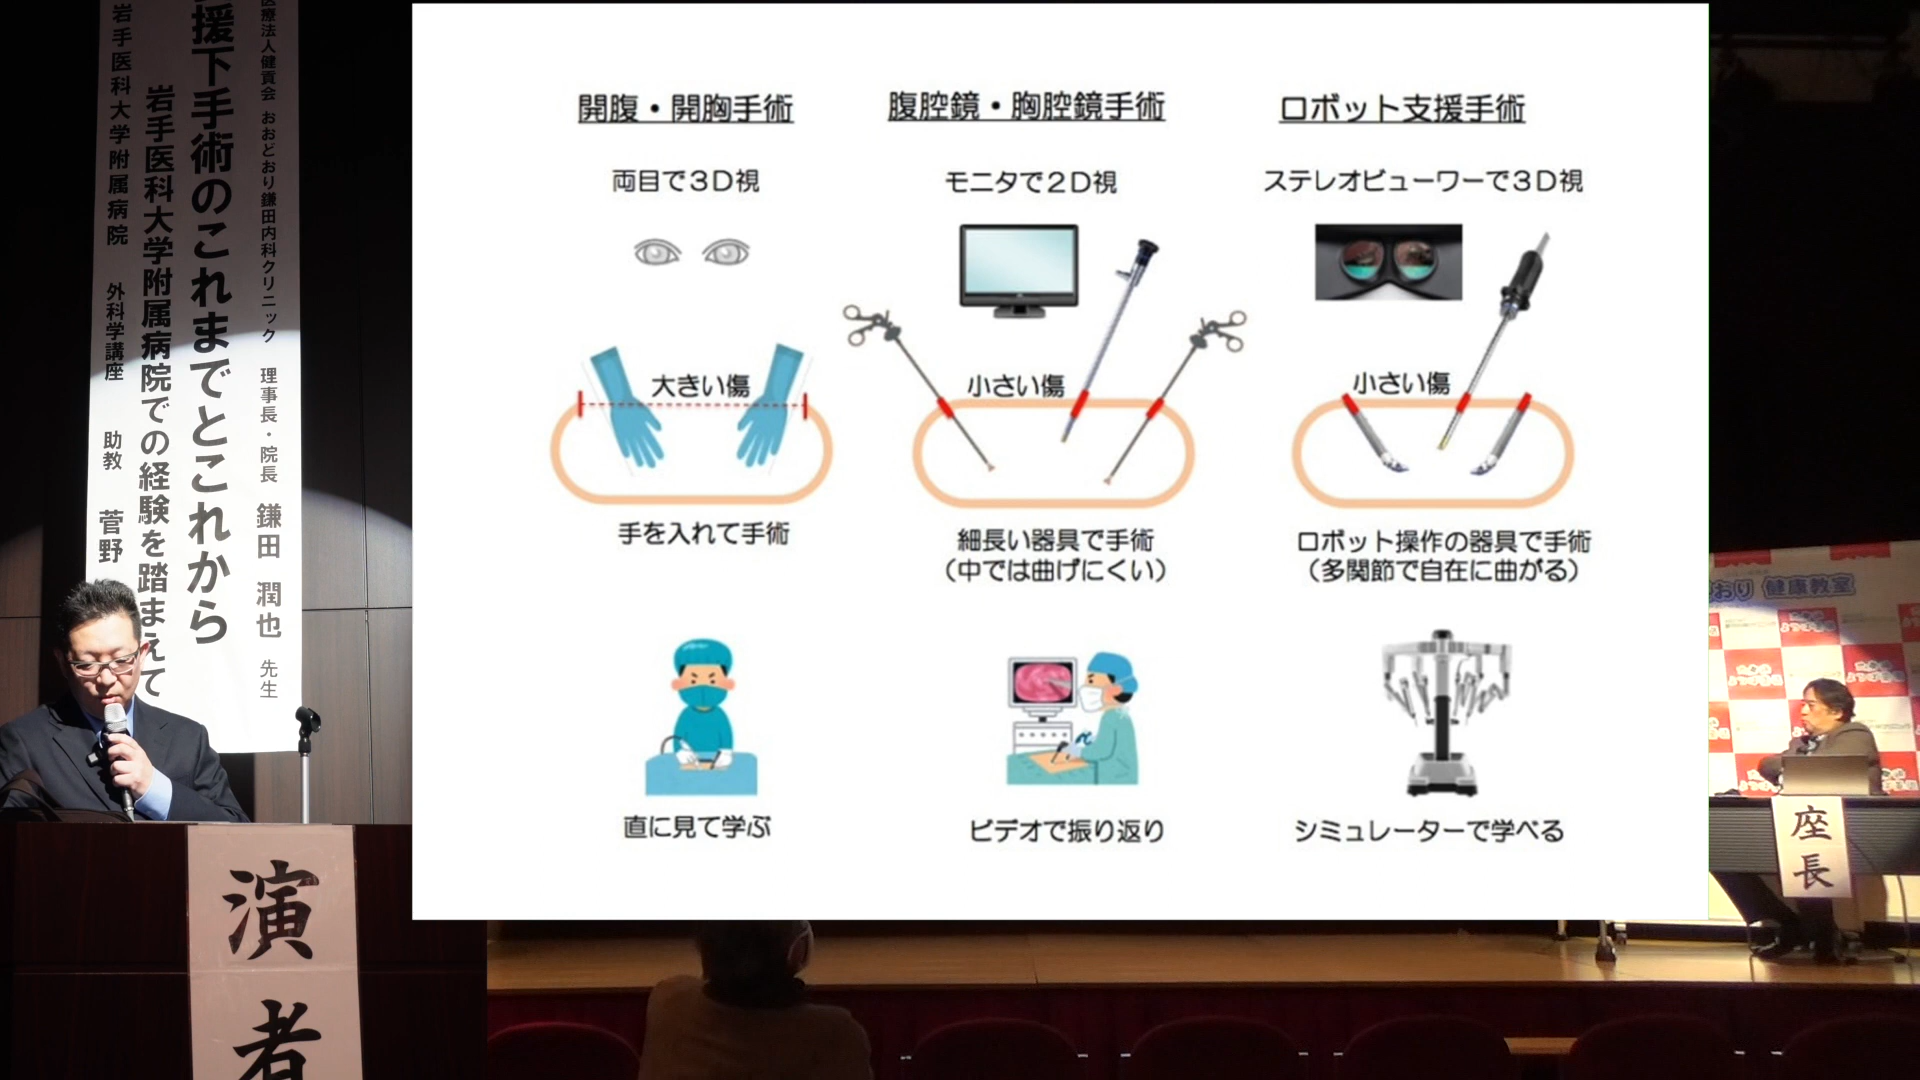 医療法人健貢会 おおどおり鎌田内科クリニック 理事長・院長 鎌田 潤也 先生
援下手術のこれまでとこれから
岩手医科大学附属病院での経験を踏まえて
岩手医科大学附属病院 外科学講座 助教 菅野
演者
開腹・開胸手術
両目で3D視
大きい傷
手を入れて手術
直に見て学ぶ
腹腔鏡・胸腔鏡手術
モニタで2D視
小さい傷
細長い器具で手術
(中では曲げにくい)
ビデオで振り返り
ロボット支援手術
ステレオビューワーで3D視
小さい傷
ロボット操作の器具で手術
(多関節で自在に曲がる)
シミュレーターで学べる
おり 健康教室
座長